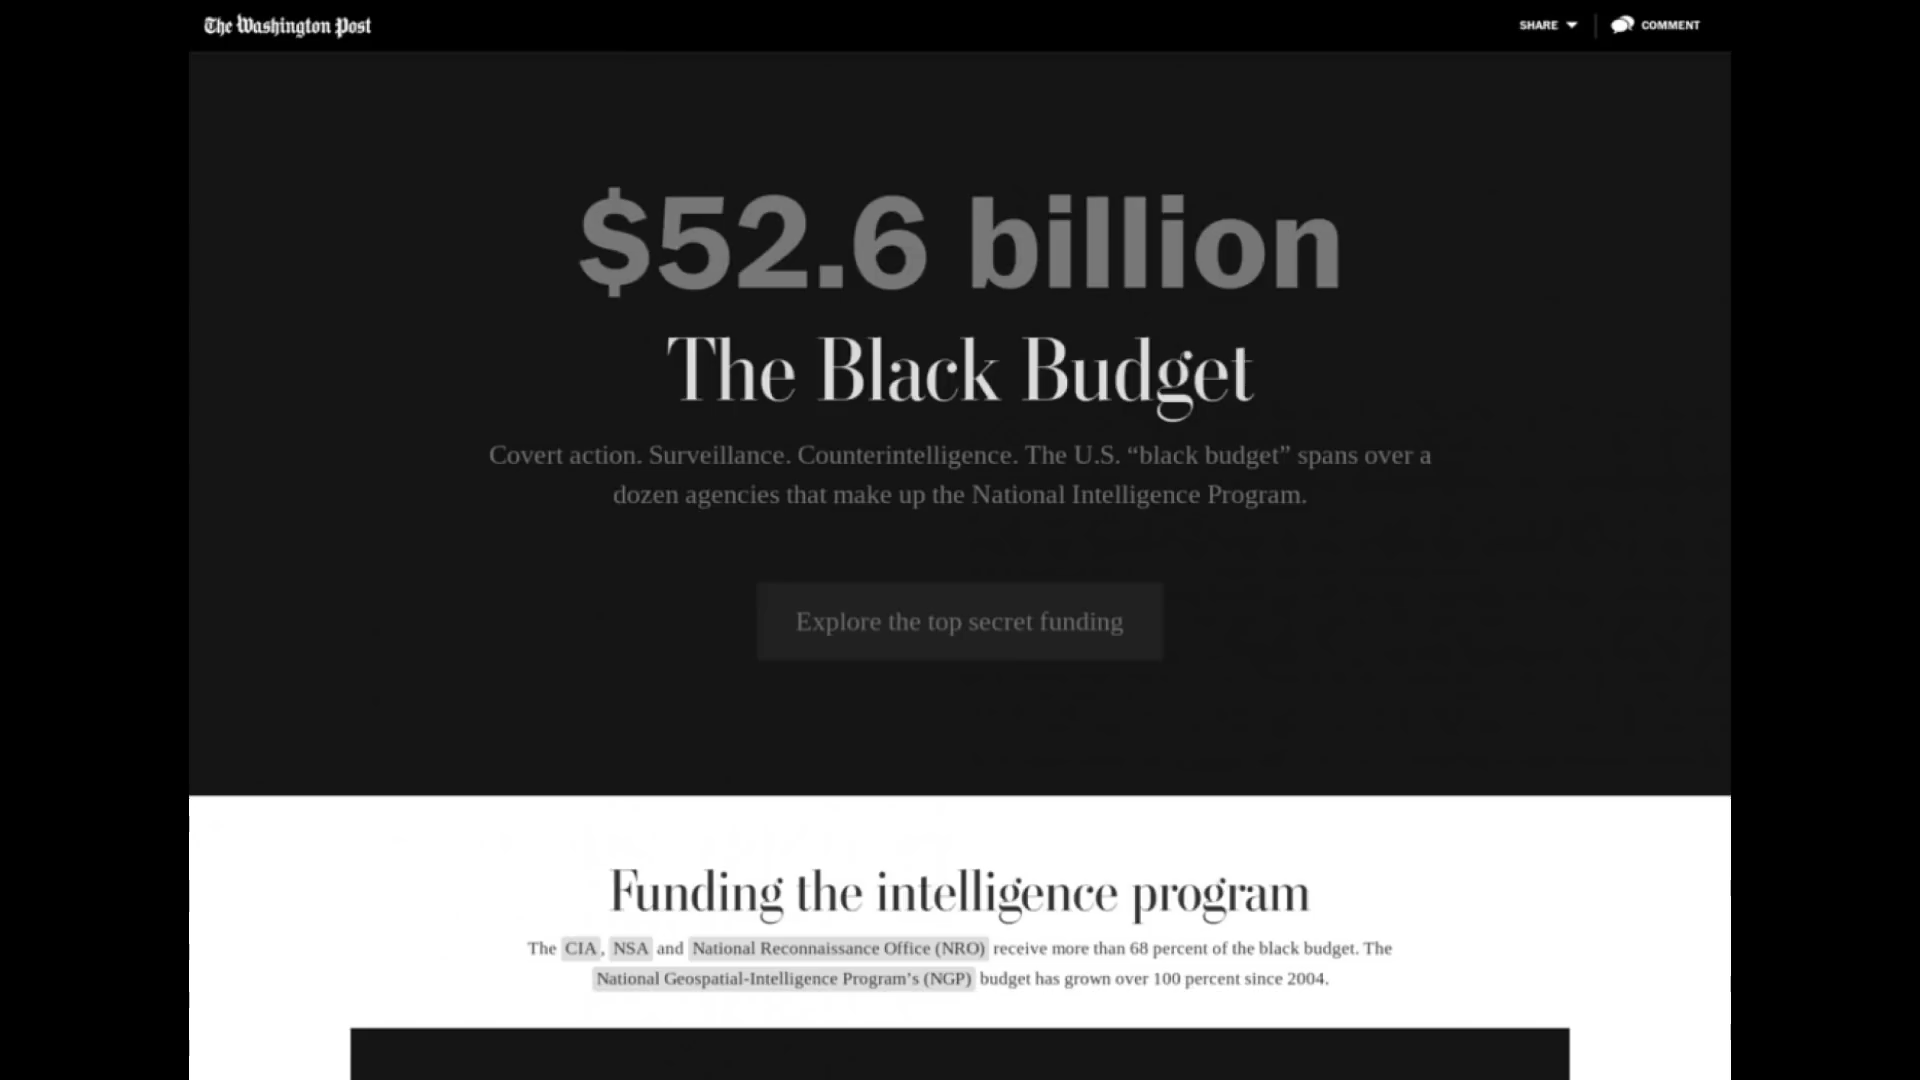 The Washington Post
SHARE
COMMENT
$52.6 billion
The Black Budget
Covert action. Surveillance. Counterintelligence. The U.S. “black budget” spans over a
dozen agencies that make up the National Intelligence Program.
Explore the top secret funding
Funding the intelligence program
The CIA, NSA and National Reconnaissance Office (NRO) receive more than 68 percent of the black budget. The
National Geospatial-Intelligence Program’s (NGP) budget has grown over 100 percent since 2004.